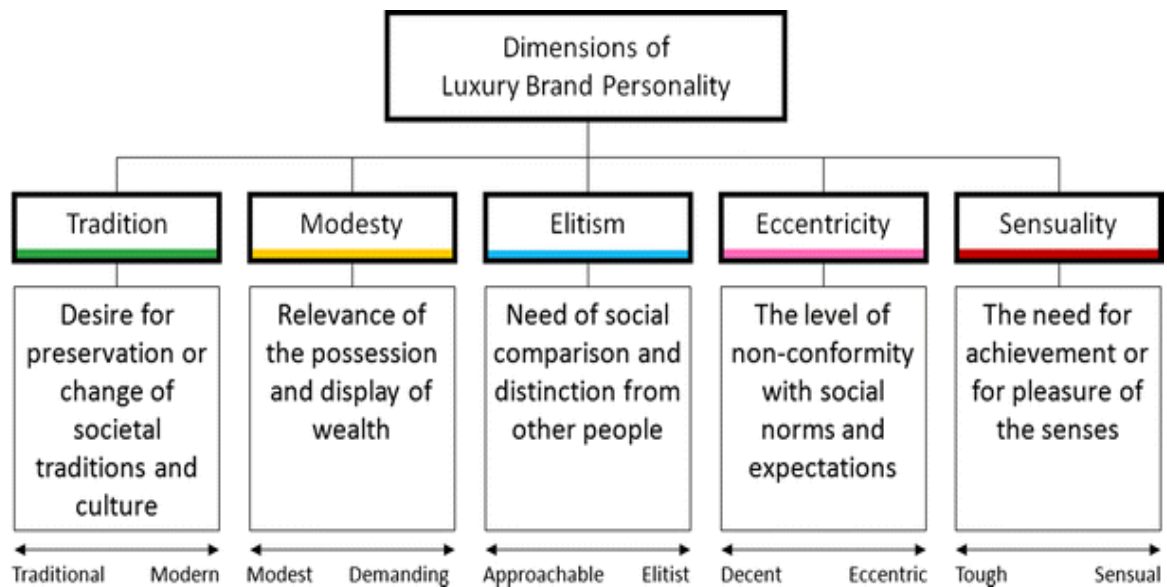 Dimensions of
Luxury Brand Personality
Tradition
Modesty
Elitism
Eccentricity
Sensuality
Desire for
preservation or
change of
societal
traditions and
culture
Relevance of
the possession
and display of
wealth
Need of social
comparison and
distinction from
other people
The level of
non-conformity
with social
norms and
expectations
The need for
achievement or
for pleasure of
the senses
Traditional Modern
Modest Demanding
Approachable Elitist
Decent Eccentric
Tough Sensual